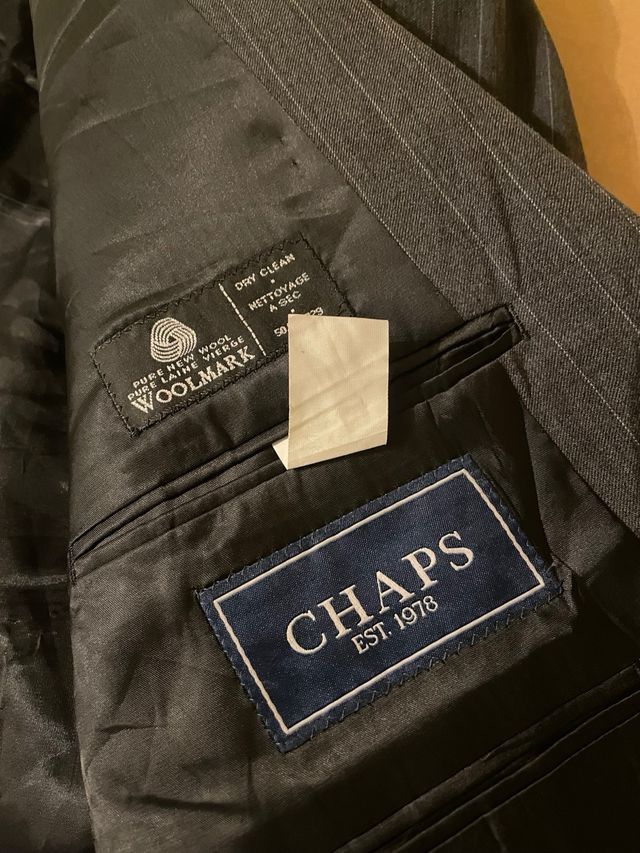 PURE NEW WOOL
PURE LAINE VIERGE
WOOLMARK
DRY CLEAN
NETTOYAGE
A SEC
CHAPS
EST. 1978